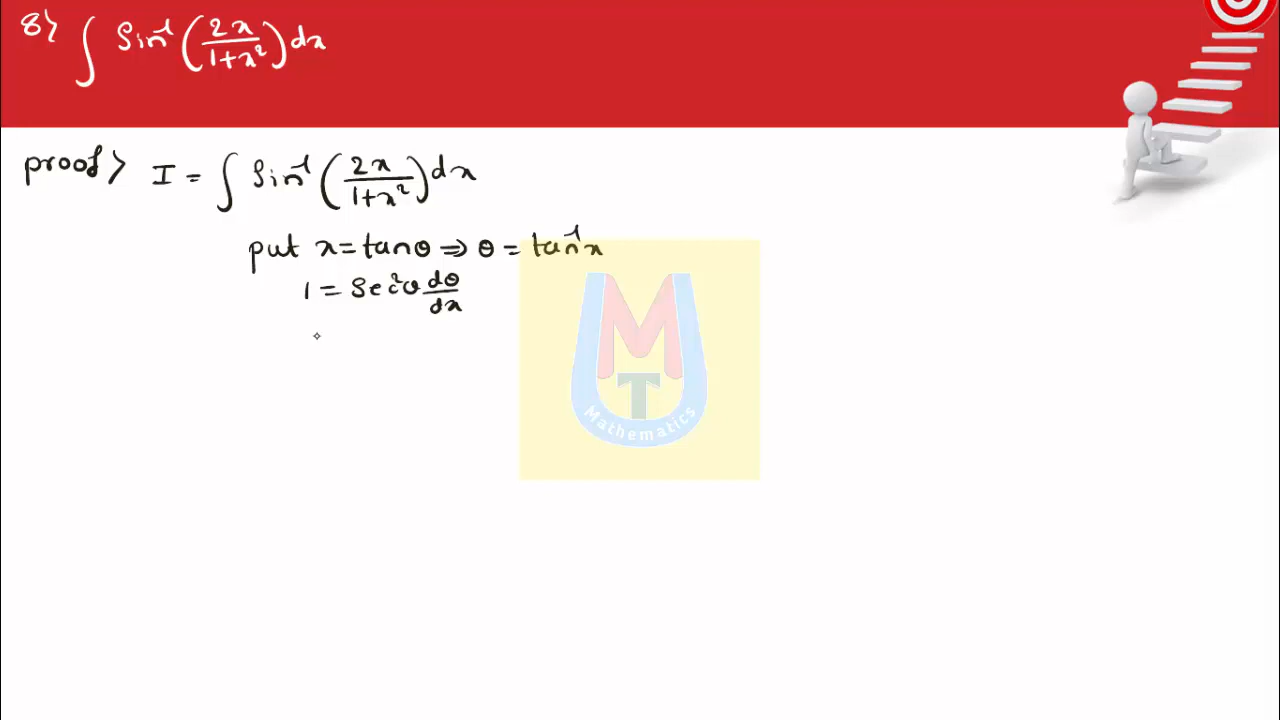 8> ∫ Sin⁻¹ (2x/1+x²) dx
proof> I = ∫ Sin⁻¹ (2x/1+x²) dx
put x = tanθ ⇒ θ = tan⁻¹x
1 = Sec²θ dθ/dx
M
T
U
Mathematics